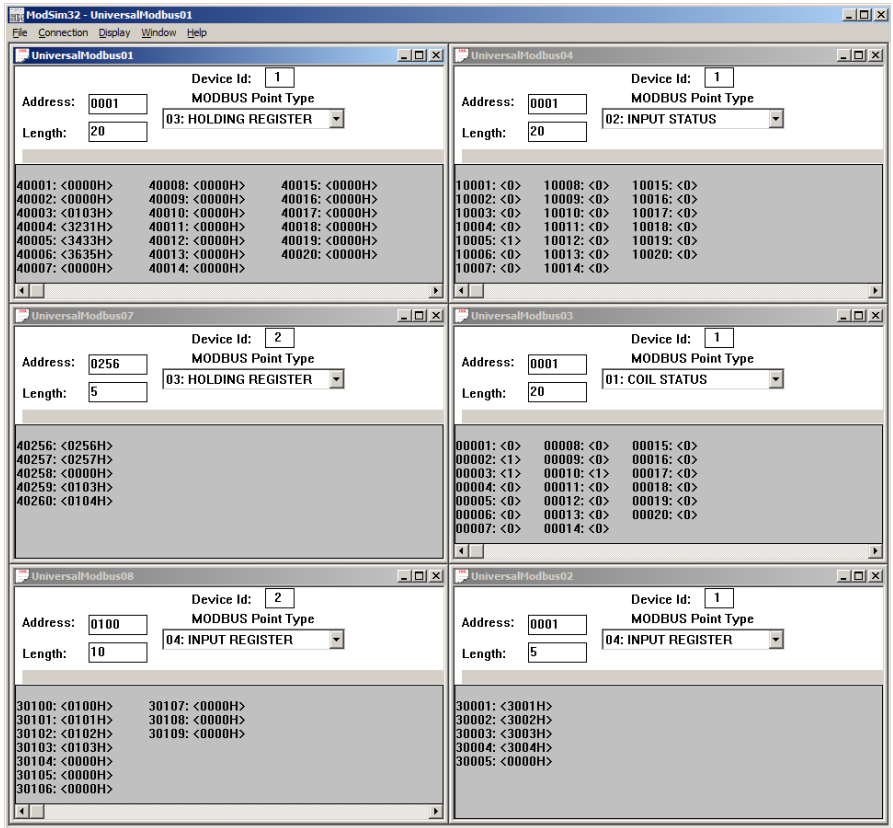 ModSim32 - UniversalModbus01
File Connection Display Window Help
UniversalModbus01
Device Id: 1
Address: 0001
MODBUS Point Type
03: HOLDING REGISTER
Length: 20
40001: <0000H> 40008: <0000H> 40015: <0000H>
40002: <0000H> 40009: <0000H> 40016: <0000H>
40003: <0103H> 40010: <0000H> 40017: <0000H>
40004: <3231H> 40011: <0000H> 40018: <0000H>
40005: <3433H> 40012: <0000H> 40019: <0000H>
40006: <3635H> 40013: <0000H> 40020: <0000H>
40007: <0000H> 40014: <0000H>
UniversalModbus04
Device Id: 1
Address: 0001
MODBUS Point Type
02: INPUT STATUS
Length: 20
10001: <0> 10008: <0> 10015: <0>
10002: <0> 10009: <0> 10016: <0>
10003: <0> 10010: <0> 10017: <0>
10004: <0> 10011: <0> 10018: <0>
10005: <1> 10012: <0> 10019: <0>
10006: <0> 10013: <0> 10020: <0>
10007: <0> 10014: <0>
UniversalModbus07
Device Id: 2
Address: 0256
MODBUS Point Type
03: HOLDING REGISTER
Length: 5
40256: <0256H>
40257: <0257H>
40258: <0000H>
40259: <0103H>
40260: <0104H>
UniversalModbus03
Device Id: 1
Address: 0001
MODBUS Point Type
01: COIL STATUS
Length: 20
00001: <0> 00008: <0> 00015: <0>
00002: <1> 00009: <0> 00016: <0>
00003: <1> 00010: <1> 00017: <0>
00004: <0> 00011: <0> 00018: <0>
00005: <0> 00012: <0> 00019: <0>
00006: <0> 00013: <0> 00020: <0>
00007: <0> 00014: <0>
UniversalModbus08
Device Id: 2
Address: 0100
MODBUS Point Type
04: INPUT REGISTER
Length: 10
30100: <0100H> 30107: <0000H>
30101: <0101H> 30108: <0000H>
30102: <0102H> 30109: <0000H>
30103: <0103H>
30104: <0000H>
30105: <0000H>
30106: <0000H>
UniversalModbus02
Device Id: 1
Address: 0001
MODBUS Point Type
04: INPUT REGISTER
Length: 5
30001: <3001H>
30002: <3002H>
30003: <3003H>
30004: <3004H>
30005: <0000H>